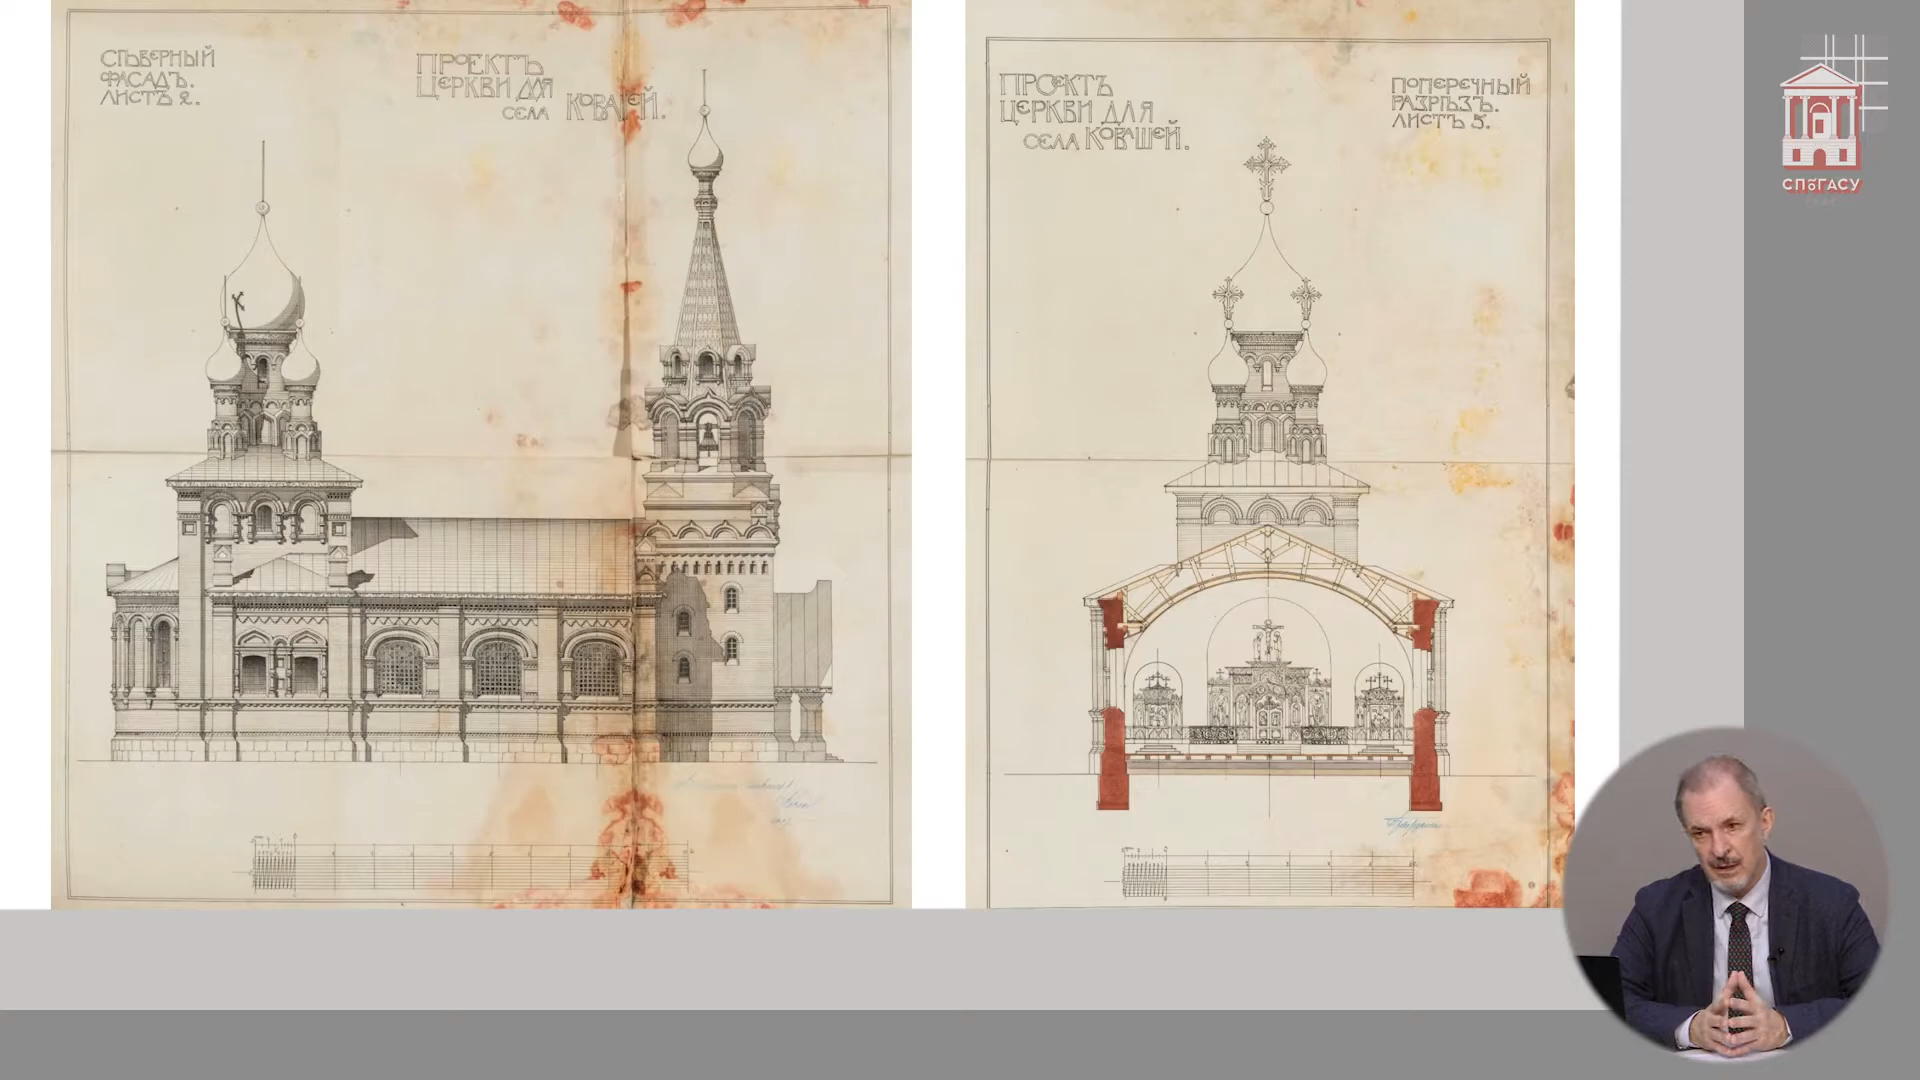 СѢВЕРНЫЙ
ФАСАДЪ.
ЛИСТЪ 2.
ПРОЕКТЪ
ЦЕРКВИ ДЛЯ
СЕЛА КОВАШЕЙ.
ПРОЕКТЪ
ЦЕРКВИ ДЛЯ
СЕЛА КОВАШЕЙ.
ПОПЕРЕЧНЫЙ
РАЗРѢЗЪ.
ЛИСТЪ 5.
СПбГАСУ